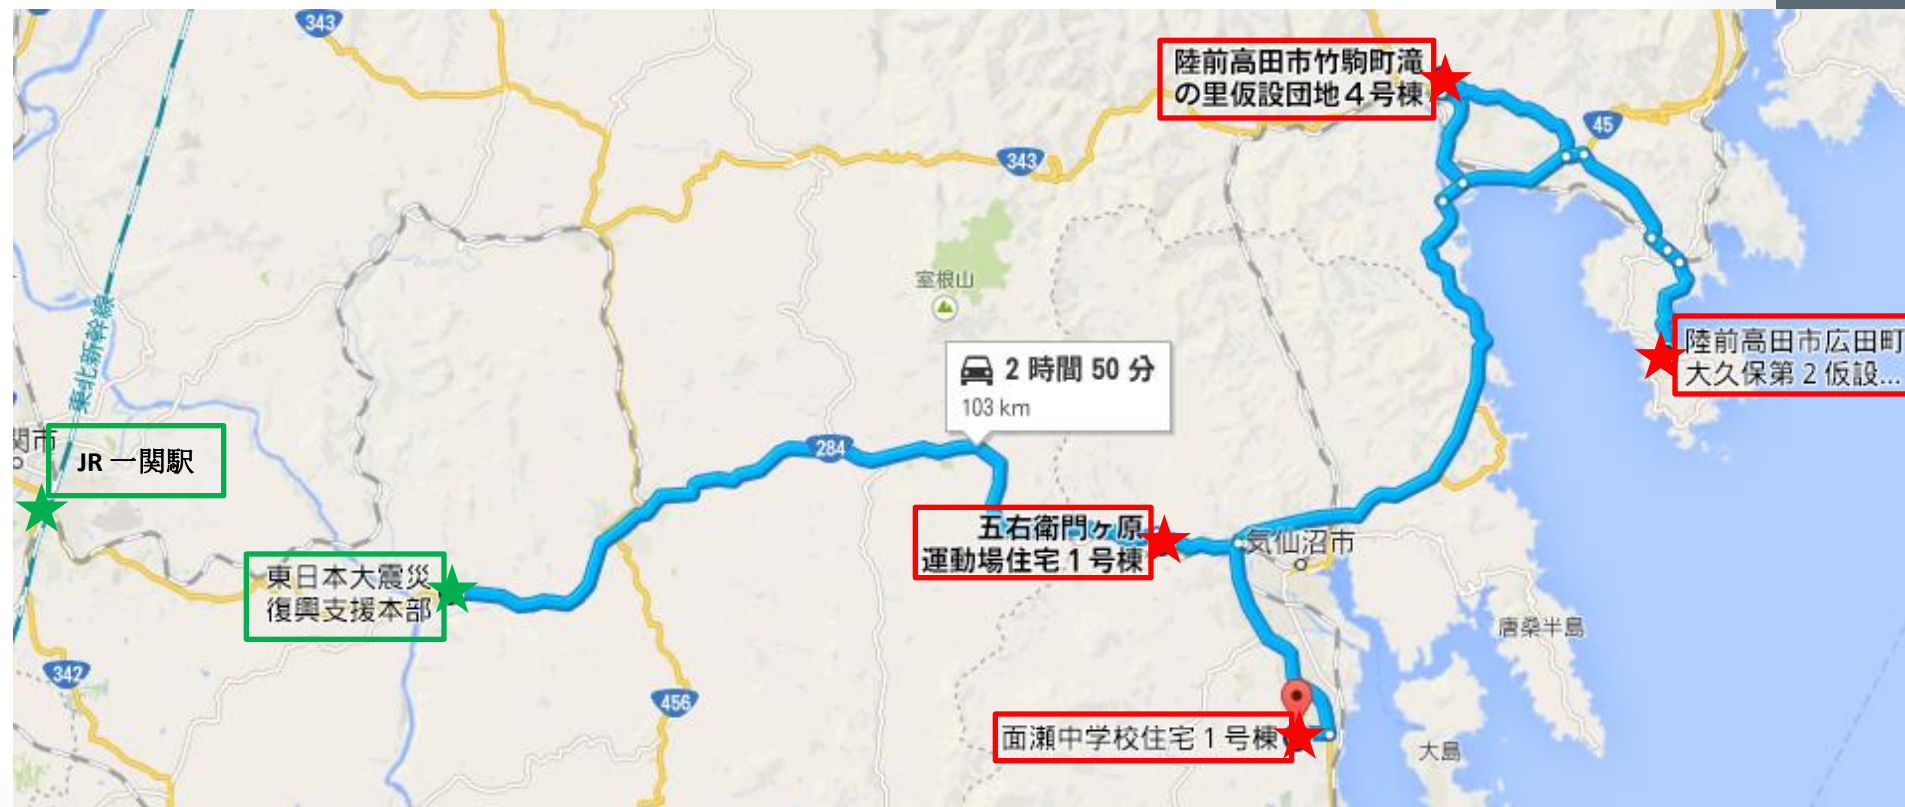 343
陸前高田市竹駒町滝
の里仮設団地４号棟
45
343
室根山
東北新幹線
2 時間 50 分
103 km
陸前高田市広田町
大久保第２仮設...
関市
JR 一関駅
284
五右衛門ヶ原
運動場住宅１号棟
気仙沼市
東日本大震災
復興支援本部
唐桑半島
342
456
面瀬中学校住宅１号棟
大島